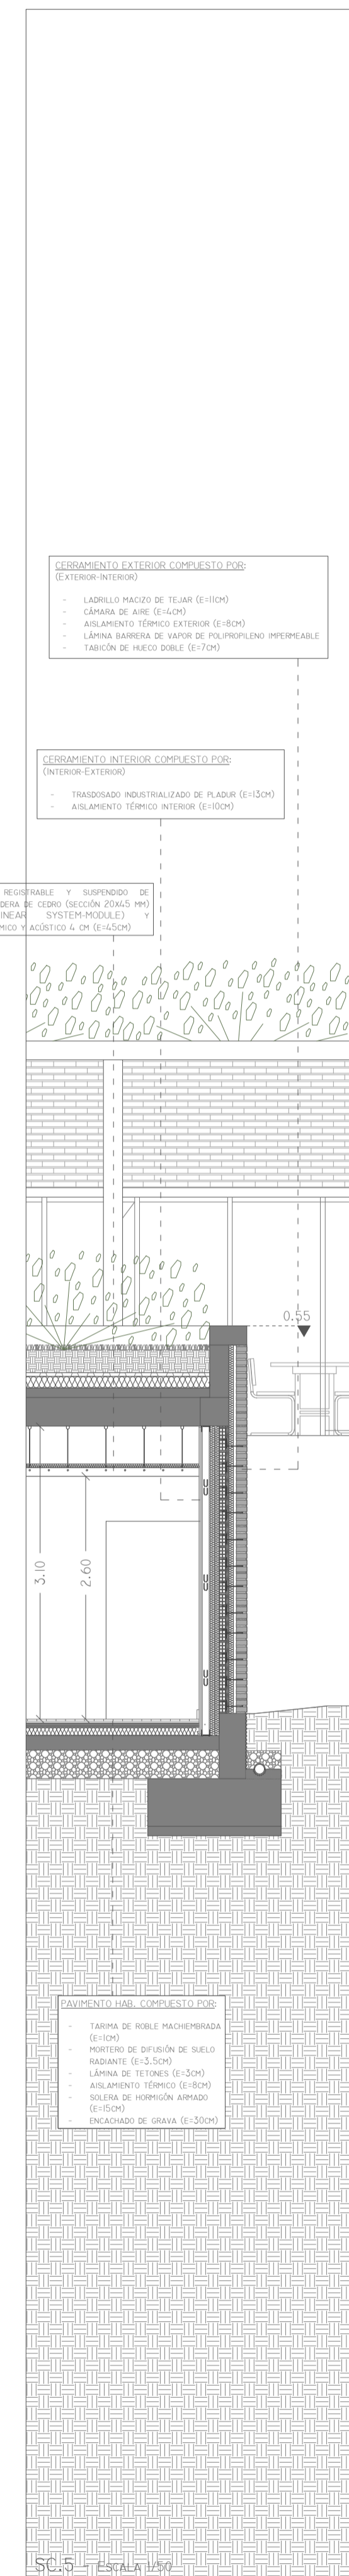 CERRAMIENTO EXTERIOR COMPUESTO POR:
(EXTERIOR-INTERIOR)
- LADRILLO MACIZO DE TEJAR (E=11CM)
- CÁMARA DE AIRE (E=4CM)
- AISLAMIENTO TÉRMICO EXTERIOR (E=8CM)
- LÁMINA BARRERA DE VAPOR DE POLIPROPILENO IMPERMEABLE
- TABICÓN DE HUECO DOBLE (E=7CM)
CERRAMIENTO INTERIOR COMPUESTO POR:
(INTERIOR-EXTERIOR)
- TRASDOSADO INDUSTRIALIZADO DE PLADUR (E=13CM)
- AISLAMIENTO TÉRMICO INTERIOR (E=10CM)
REGISTRABLE Y SUSPENDIDO DE
DERA DE CEDRO (SECCIÓN 20X45 MM)
INEAR SYSTEM-MODULE) Y
MICO Y ACÚSTICO 4 CM (E=45CM)
0.55
3.10
2.60
PAVIMENTO HAB. COMPUESTO POR:
- TARIMA DE ROBLE MACHIEMBRADA
(E=1CM)
- MORTERO DE DIFUSIÓN DE SUELO
RADIANTE (E=3.5CM)
- LÁMINA DE TETONES (E=3CM)
- AISLAMIENTO TÉRMICO (E=8CM)
- SOLERA DE HORMIGÓN ARMADO
(E=15CM)
- ENCACHADO DE GRAVA (E=30CM)
SC.5 - ESCALA 1/50